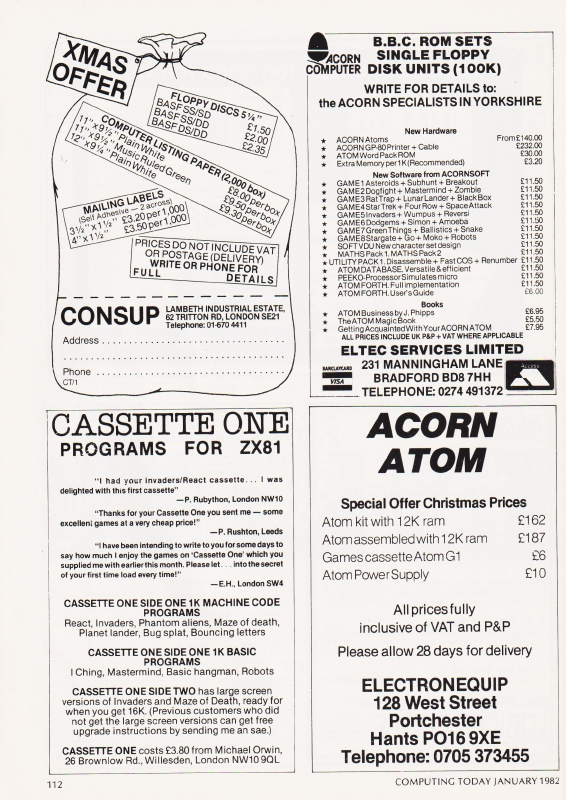 XMAS
OFFER
FLOPPY DISCS 5¼"
BASF SS/SD £1.50
BASF SS/DD £2.00
BASF DS/DD £2.35
COMPUTER LISTING PAPER (2,000 box)
11" x 9½" Plain White £8.00 per box
11" x 9½" Music Ruled Green £9.50 per box
12" x 9¼" Plain White £9.30 per box
MAILING LABELS
(Self Adhesive — 2 across)
3½" x 1½" £3.20 per 1,000
4" x 1½" £3.50 per 1,000
PRICES DO NOT INCLUDE VAT
OR POSTAGE (DELIVERY)
WRITE OR PHONE FOR
FULL DETAILS
CONSUP LAMBETH INDUSTRIAL ESTATE,
62 TRITTON RD, LONDON SE21
Telephone: 01-670 4411
Address
Phone
CT/1
ACORN
COMPUTER
B.B.C. ROM SETS
SINGLE FLOPPY
DISK UNITS (100K)
WRITE FOR DETAILS to:
the ACORN SPECIALISTS IN YORKSHIRE
New Hardware
★ ACORN Atoms From £140.00
★ ACORN GP-80 Printer + Cable £232.00
★ ATOM Word Pack ROM £30.00
★ Extra Memory per 1K (Recommended) £3.20
New Software from ACORNSOFT
★ GAME 1 Asteroids + Subhunt + Breakout £11.50
★ GAME 2 Dogfight + Mastermind + Zombie £11.50
★ GAME 3 Rat Trap + Lunar Lander + Black Box £11.50
★ GAME 4 Star Trek + Four Row + Space Attack £11.50
★ GAME 5 Invaders + Wumpus + Reversi £11.50
★ GAME 6 Dodgems + Simon + Amoeba £11.50
★ GAME 7 Green Things + Ballistics + Snake £11.50
★ GAME 8 Stargate + Go + Moko + Robots £11.50
★ SOFT VDU New character set design £11.50
★ MATHS Pack 1. MATHS Pack 2 £11.50
★ UTILITY PACK 1. Disassemble + Fast COS + Renumber £11.50
★ ATOM DATABASE. Versatile & efficient £11.50
★ PEEKO-Processor Simulates micro £11.50
★ ATOM FORTH. Full implementation £11.50
★ ATOM FORTH. User's Guide £6.00
Books
★ ATOM Business by J. Phipps £6.95
★ The ATOM Magic Book £5.50
★ Getting Acquainted With Your ACORN ATOM £7.95
ALL PRICES INCLUDE UK P&P + VAT WHERE APPLICABLE
ELTEC SERVICES LIMITED
BARCLAYCARD
VISA
231 MANNINGHAM LANE
BRADFORD BD8 7HH
TELEPHONE: 0274 491372
Access
CASSETTE ONE
PROGRAMS FOR ZX81
"I had your invaders/React cassette... I was
delighted with this first cassette"
—P. Rubython, London NW10
"Thanks for your Cassette One you sent me — some
excellent games at a very cheap price!"
—P. Rushton, Leeds
"I have been intending to write to you for some days to
say how much I enjoy the games on 'Cassette One' which you
supplied me with earlier this month. Please let . . . into the secret
of your first time load every time!"
—E.H., London SW4
CASSETTE ONE SIDE ONE 1K MACHINE CODE
PROGRAMS
React, Invaders, Phantom aliens, Maze of death,
Planet lander, Bug splat, Bouncing letters
CASSETTE ONE SIDE ONE 1K BASIC
PROGRAMS
I Ching, Mastermind, Basic hangman, Robots
CASSETTE ONE SIDE TWO has large screen
versions of Invaders and Maze of Death, ready for
when you get 16K. (Previous customers who did
not get the large screen versions can get free
upgrade instructions by sending me an sae.)
CASSETTE ONE costs £3.80 from Michael Orwin,
26 Brownlow Rd., Willesden, London NW10 9QL
ACORN
ATOM
Special Offer Christmas Prices
Atom kit with 12K ram £162
Atom assembled with 12K ram £187
Games cassette Atom G1 £6
Atom Power Supply £10
All prices fully
inclusive of VAT and P&P
Please allow 28 days for delivery
ELECTRONEQUIP
128 West Street
Portchester
Hants PO16 9XE
Telephone: 0705 373455
112
COMPUTING TODAY JANUARY 1982